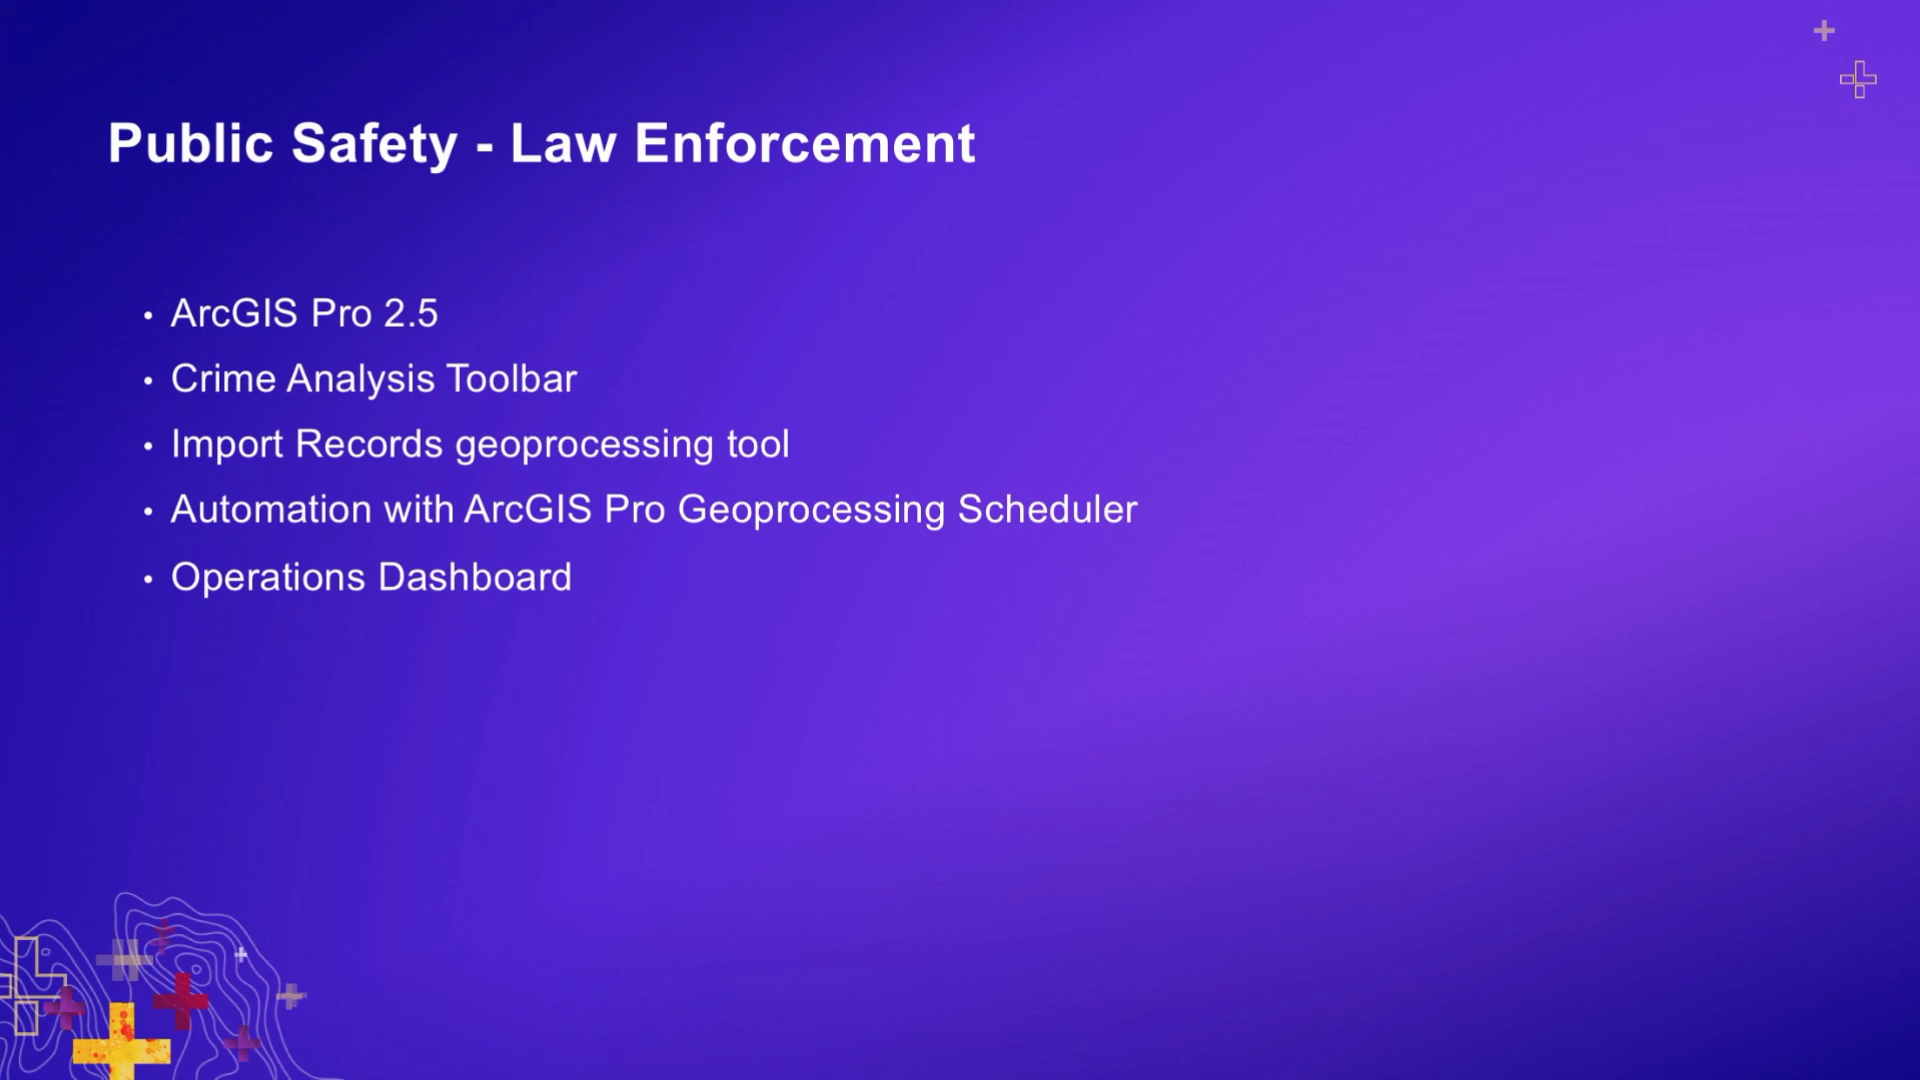 Public Safety - Law Enforcement
• ArcGIS Pro 2.5
• Crime Analysis Toolbar
• Import Records geoprocessing tool
• Automation with ArcGIS Pro Geoprocessing Scheduler
• Operations Dashboard